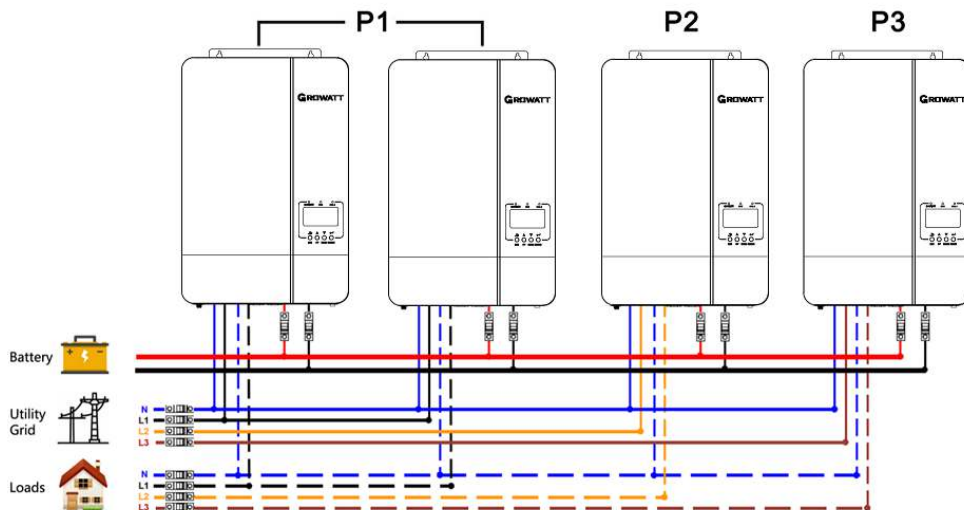 P1
P2
P3
GROWATT
GROWATT
GROWATT
GROWATT
Battery
Utility
Grid
N
L1
L2
L3
Loads
N
L1
L2
L3